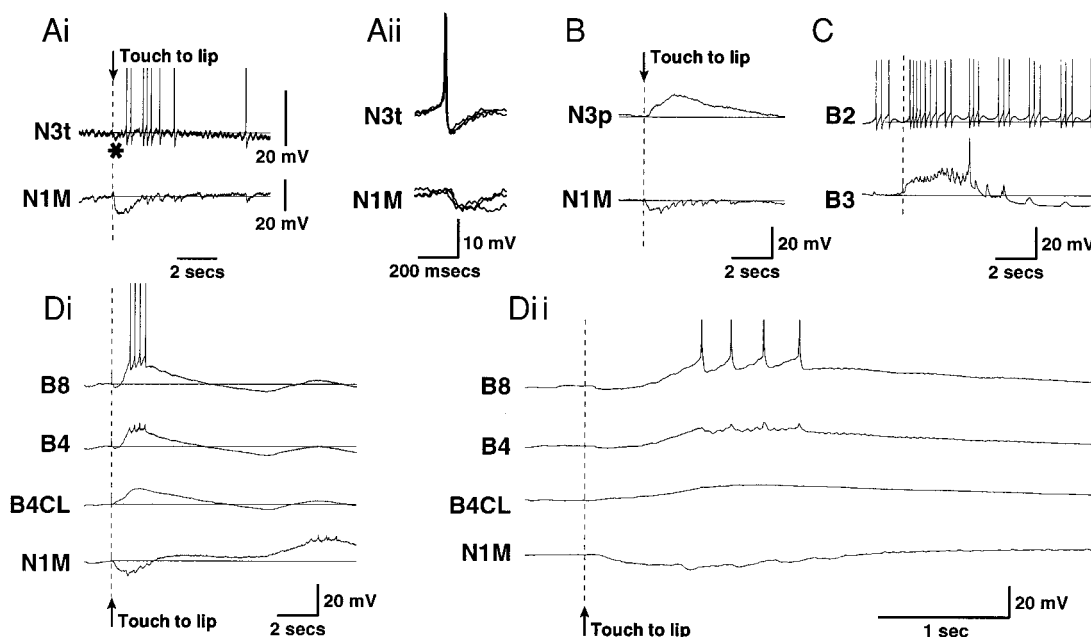 Ai
Touch to lip
N3t
*
20 mV
N1M
20 mV
2 secs
Aii
N3t
N1M
10 mV
200 msecs
B
Touch to lip
N3p
N1M
20 mV
2 secs
C
B2
B3
20 mV
2 secs
Di
B8
B4
B4CL
N1M
20 mV
2 secs
Touch to lip
Dii
B8
B4
B4CL
N1M
20 mV
1 sec
Touch to lip